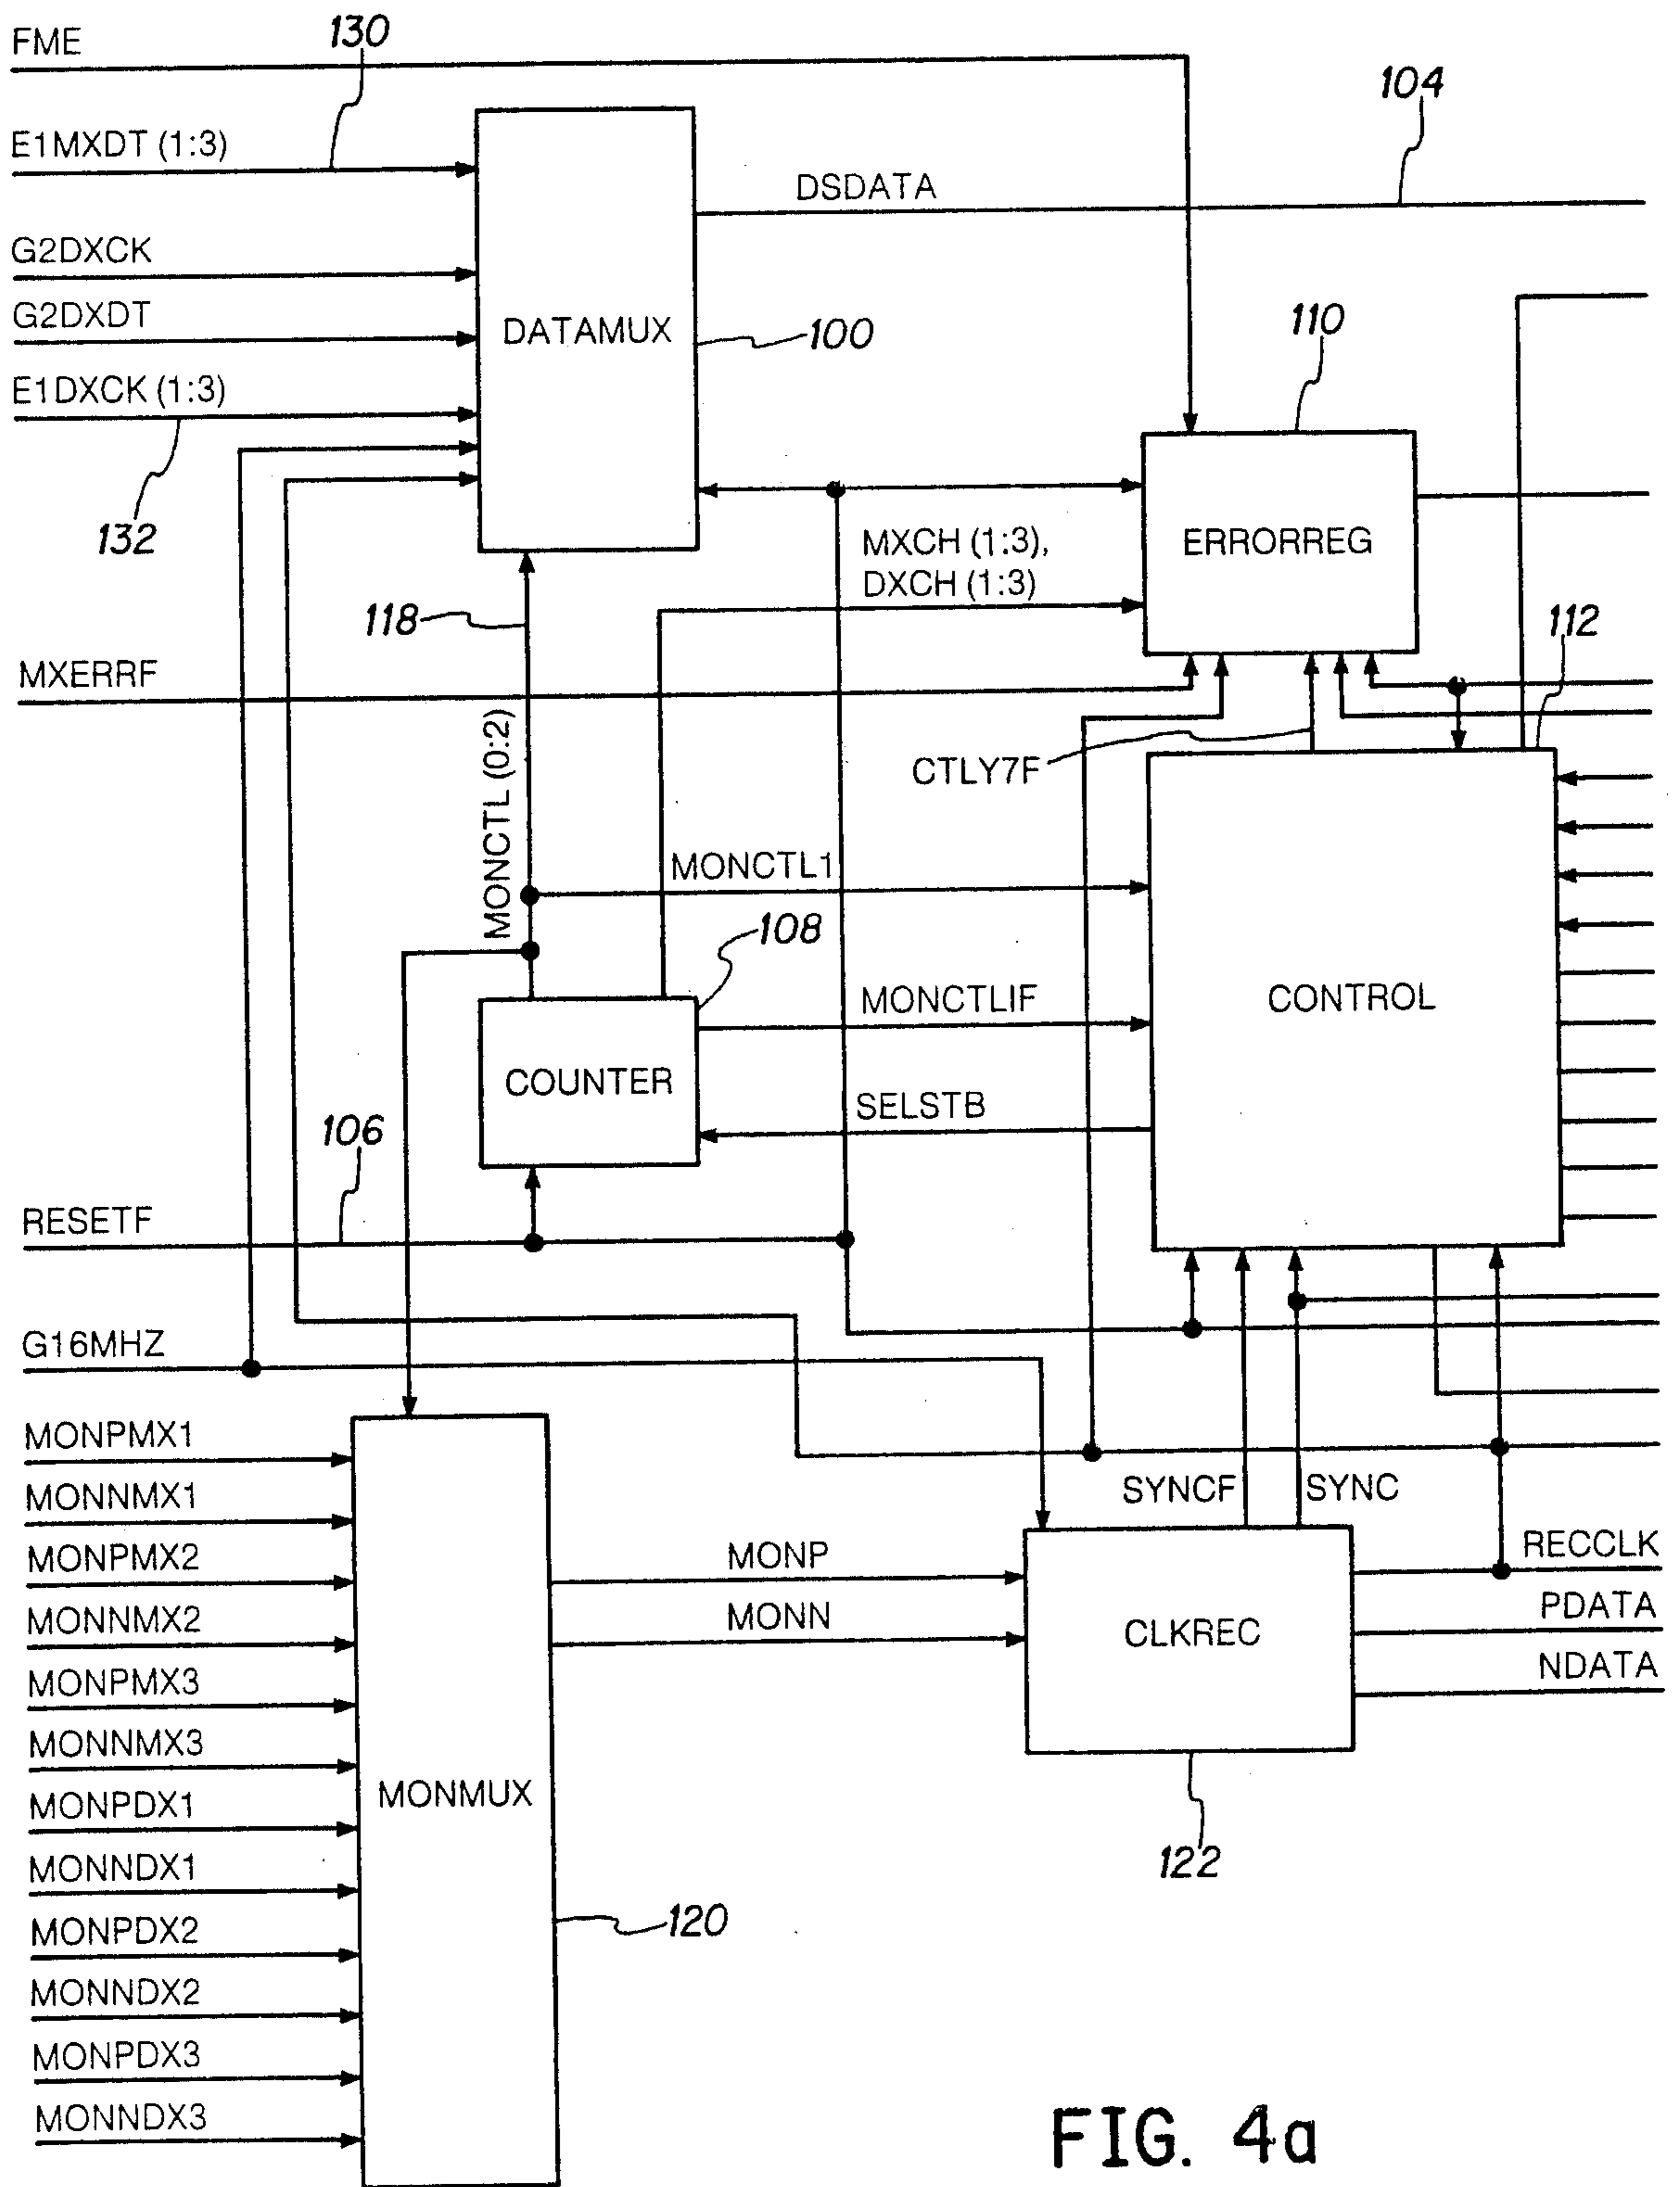 FME
130
104
E1MXDT (1:3)
DSDATA
G2DXCK
G2DXDT
DATAMUX
100
110
E1DXCK (1:3)
132
MXCH (1:3),
DXCH (1:3)
ERRORREG
118
112
MXERRF
MONCTL (0:2)
CTLY7F
MONCTL1
108
MONCTLIF
CONTROL
COUNTER
SELSTB
106
RESETF
G16MHZ
MONPMX1
MONNMX1
MONPMX2
MONNMX2
MONPMX3
MONNMX3
MONPDX1
MONNDX1
MONPDX2
MONNDX2
MONPDX3
MONNDX3
MONMUX
120
SYNCF
SYNC
MONP
MONN
CLKREC
RECCLK
PDATA
NDATA
122
FIG. 4a